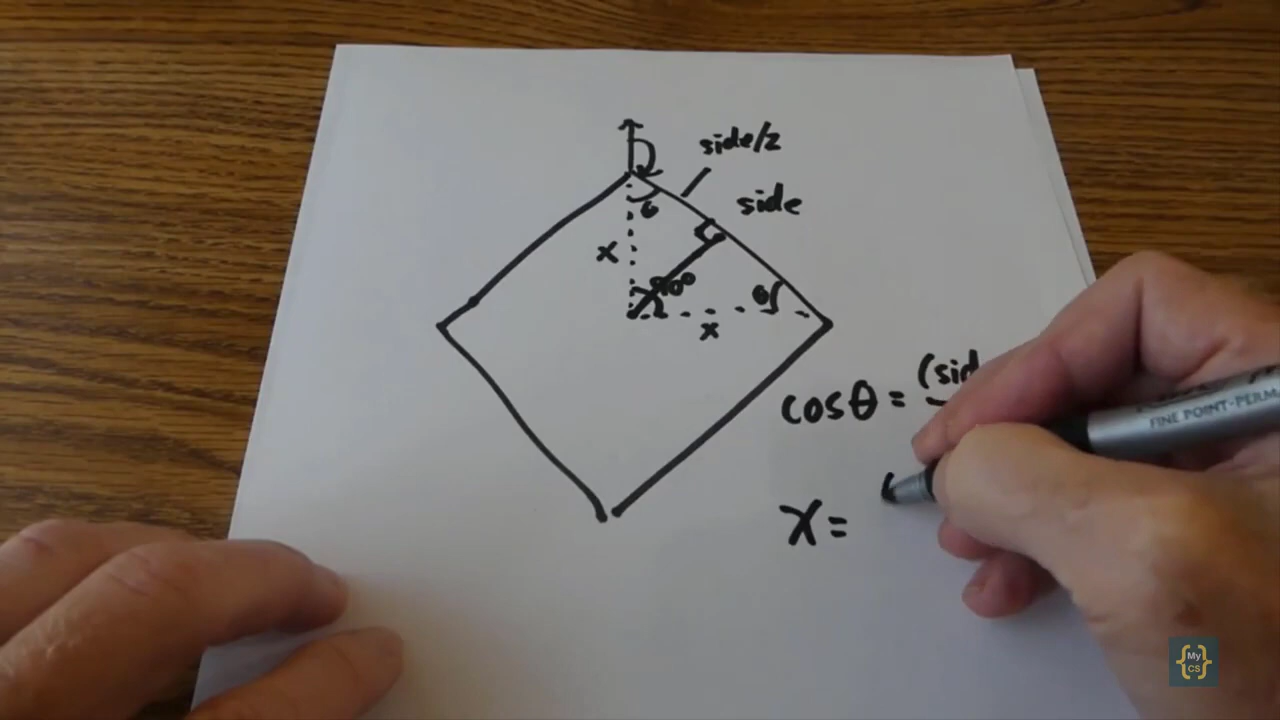 side/2
side
θ
x
90°
θ
x
cosθ = (sid
x =
FINE POINT-PERM.
My
CS